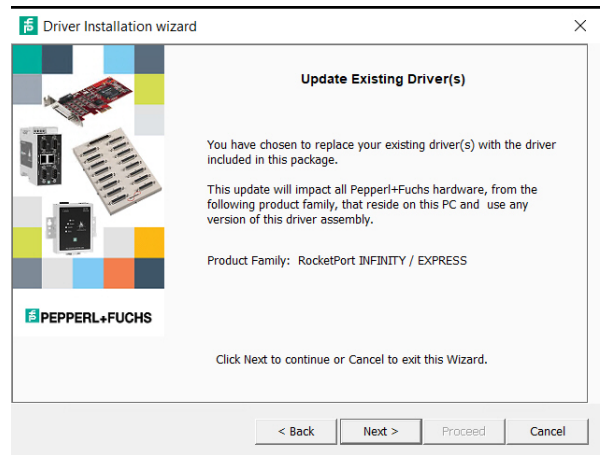 Driver Installation wizard
Update Existing Driver(s)
You have chosen to replace your existing driver(s) with the driver
included in this package.
This update will impact all Pepperl+Fuchs hardware, from the
following product family, that reside on this PC and  use any
version of this driver assembly.
Product Family:  RocketPort INFINITY / EXPRESS
PEPPERL+FUCHS
Click Next to continue or Cancel to exit this Wizard.
< Back
Next >
Proceed
Cancel